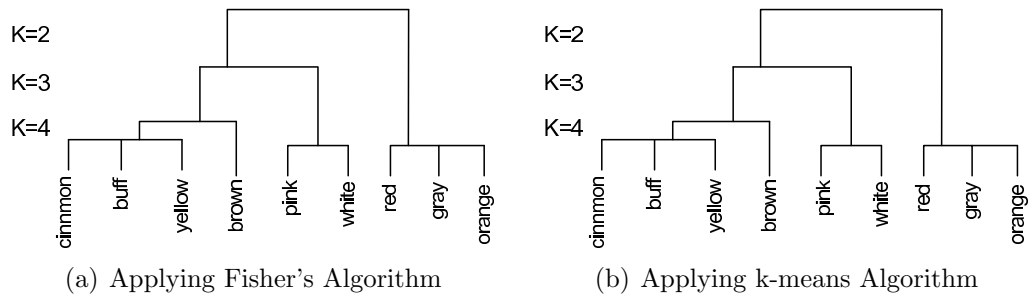 K=2
K=3
K=4
cinnmon
buff
yellow
brown
pink
white
red
gray
orange
(a) Applying Fisher's Algorithm
K=2
K=3
K=4
cinnmon
buff
yellow
brown
pink
white
red
gray
orange
(b) Applying k-means Algorithm